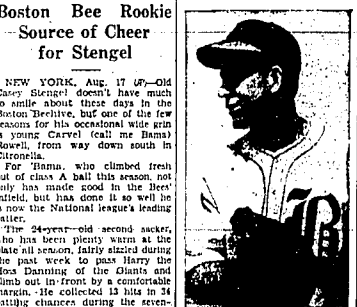 Boston Bee Rookie
Source of Cheer
for Stengel
NEW YORK, Aug. 17 (AP)—Old
Casey Stengel doesn't have much
to smile about these days in the
Boston Beehive, but one of the few
reasons for his occasional wide grin
is young Carvel (call me Bama)
Rowell, from way down south in
Citronella.
For 'Bama, who climbed fresh
out of class A ball this season, not
only has made good in the Bees'
infield, but has done it so well he
is now the National league's leading
batter.
The 24-year-old second sacker,
who has been plenty warm at the
plate all season, fairly sizzled during
the past week to pass Harry the
Hoss Danning of the Giants and
climb out in front by a comfortable
margin. He collected 13 hits in 34
batting chances during the seven-
B